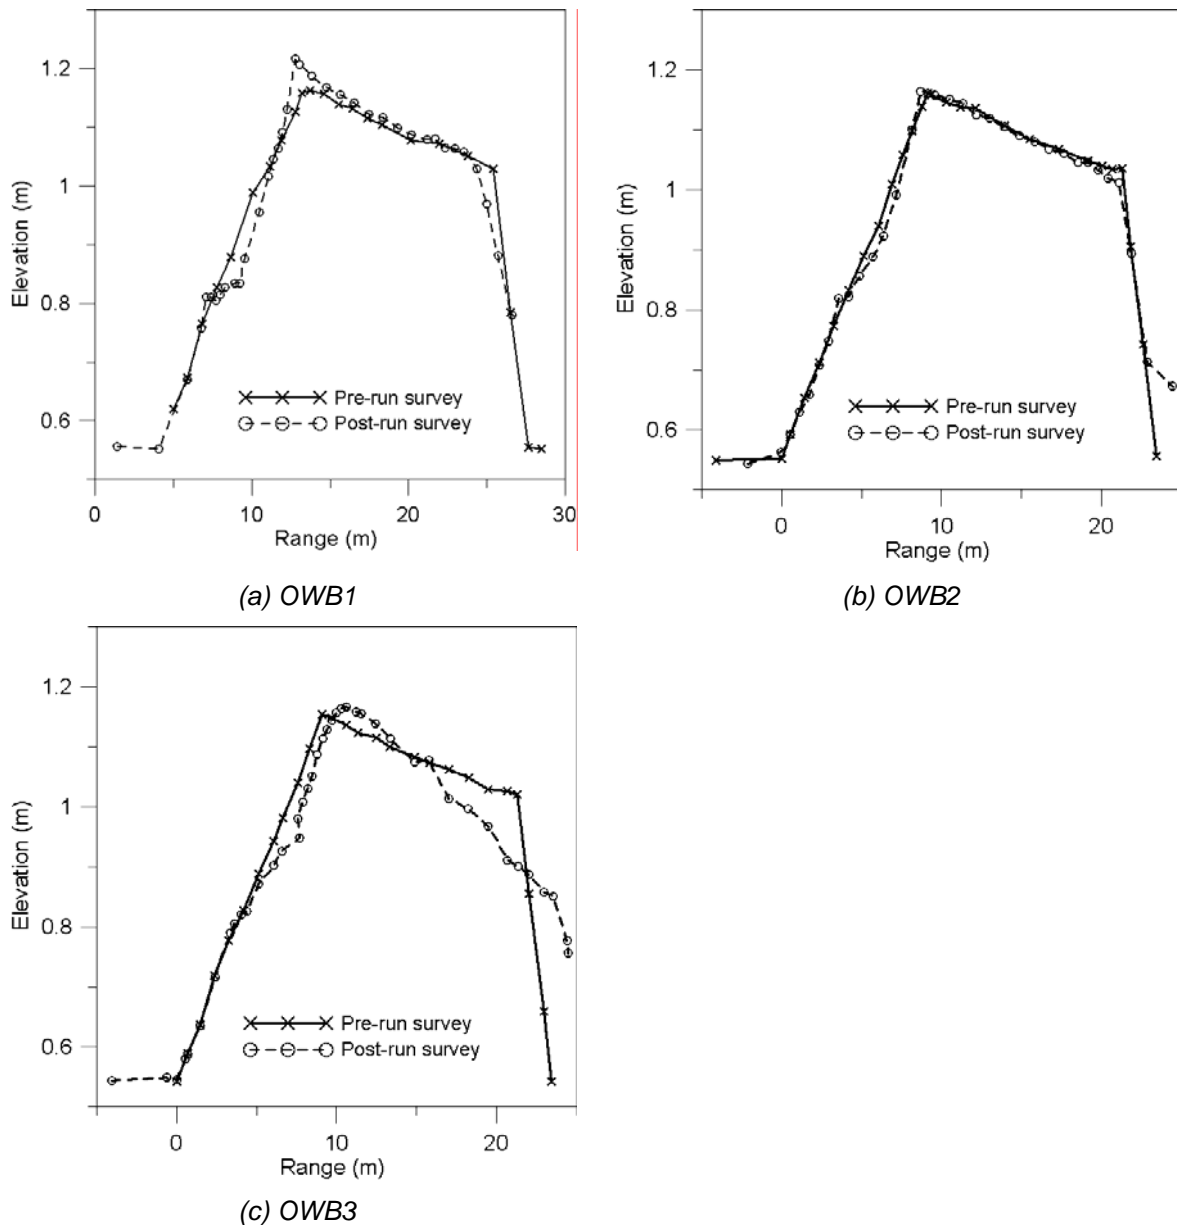 1.2
1
0.8
0.6
Elevation (m)
Pre-run survey
Post-run survey
0 10 20 30
Range (m)
(a) OWB1
1.2
1
0.8
0.6
Elevation (m)
Pre-run survey
Post-run survey
0 10 20
Range (m)
(b) OWB2
1.2
1
0.8
0.6
Elevation (m)
Pre-run survey
Post-run survey
0 10 20
Range (m)
(c) OWB3